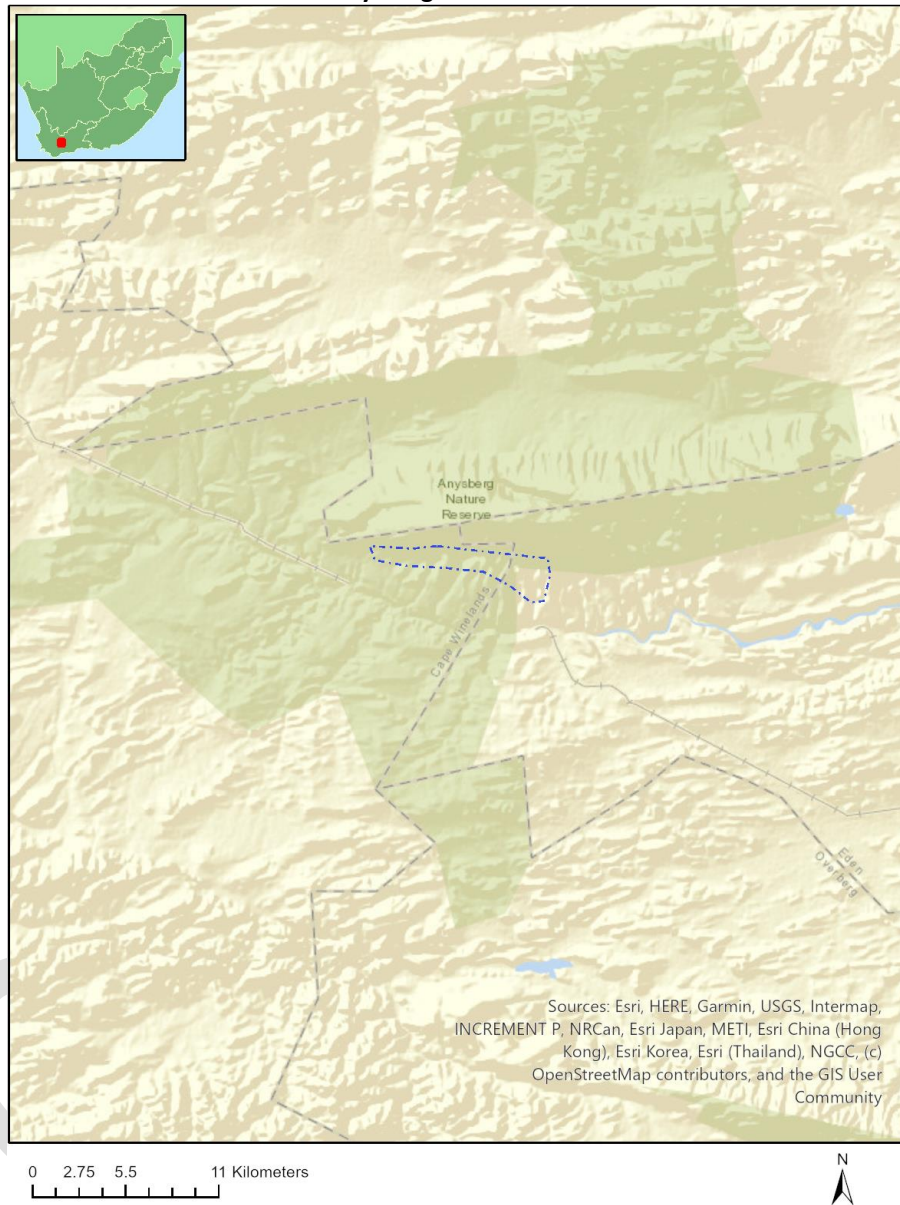 Anysberg
Nature
Reserve
Cape Winelands
Eden
Overberg
Sources: Esri, HERE, Garmin, USGS, Intermap,
INCREMENT P, NRCan, Esri Japan, METI, Esri China (Hong
Kong), Esri Korea, Esri (Thailand), NGCC, (c)
OpenStreetMap contributors, and the GIS User
Community
0 2.75 5.5 11 Kilometers
N